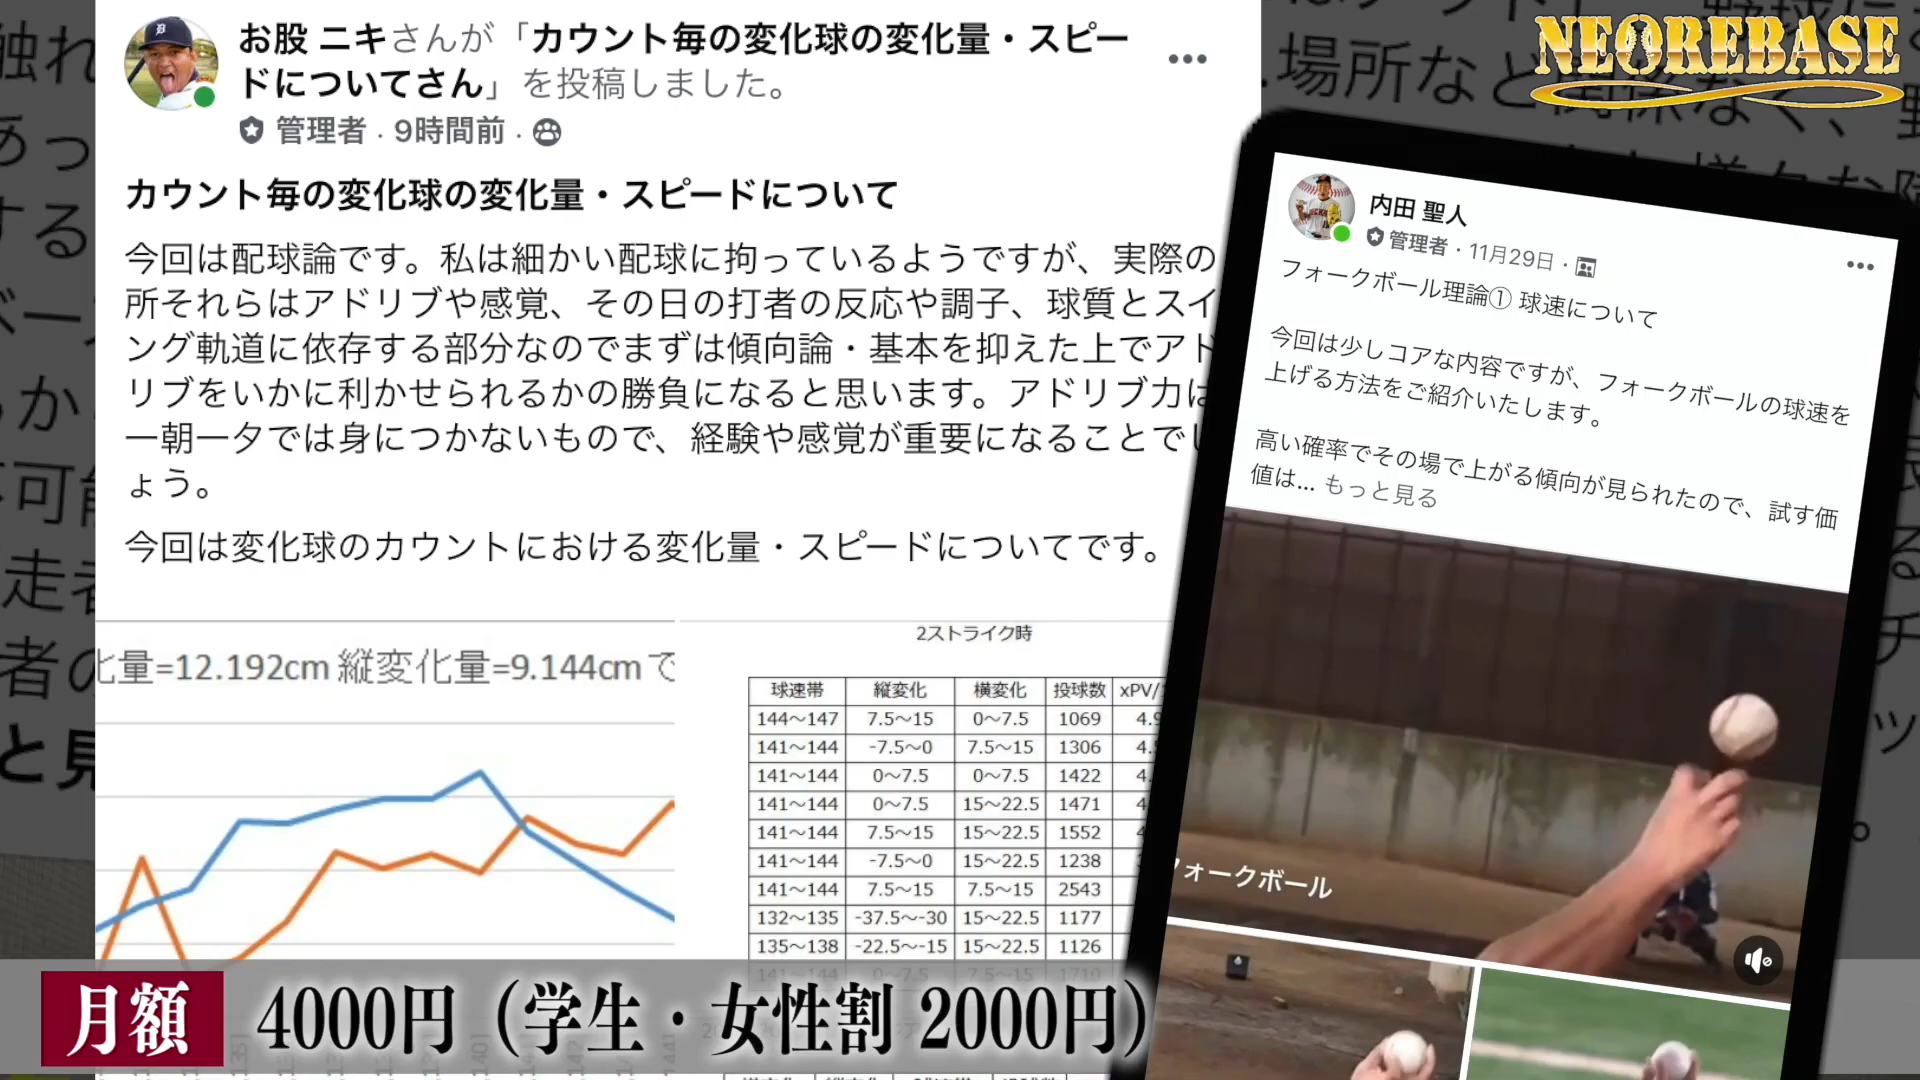 NEOREBASE
お股 ニキさんが「カウント毎の変化球の変化量・スピー
ドについてさん」を投稿しました。
管理者・9時間前・
カウント毎の変化球の変化量・スピードについて
今回は配球論です。私は細かい配球に拘っているようですが、実際の
所それらはアドリブや感覚、その日の打者の反応や調子、球質とスイ
ング軌道に依存する部分なのでまずは傾向論・基本を抑えた上でアド
リブをいかに利かせられるかの勝負になると思います。アドリブ力は
一朝一夕では身につかないもので、経験や感覚が重要になることでし
ょう。
今回は変化球のカウントにおける変化量・スピードについてです。
化量=12.192cm 縦変化量=9.144cm で
2ストライク時
球速帯 縦変化 横変化 投球数 xPV/
144～147 7.5～15 0～7.5 1069 4.9
141～144 -7.5～0 7.5～15 1306 4.
141～144 0～7.5 0～7.5 1422 4.
141～144 0～7.5 15～22.5 1471 4
141～144 7.5～15 15～22.5 1552 4
141～144 -7.5～0 15～22.5 1238
141～144 7.5～15 7.5～15 2543
132～135 -37.5～-30 15～22.5 1177
135～138 -22.5～-15 15～22.5 1126
141～144 0～7.5 7.5～15 1710
内田 聖人
管理者・11月29日・
フォークボール理論① 球速について
今回は少しコアな内容ですが、フォークボールの球速を
上げる方法をご紹介いたします。
高い確率でその場で上がる傾向が見られたので、試す価
値は... もっと見る
フォークボール
月額 4000円（学生・女性割 2000円）